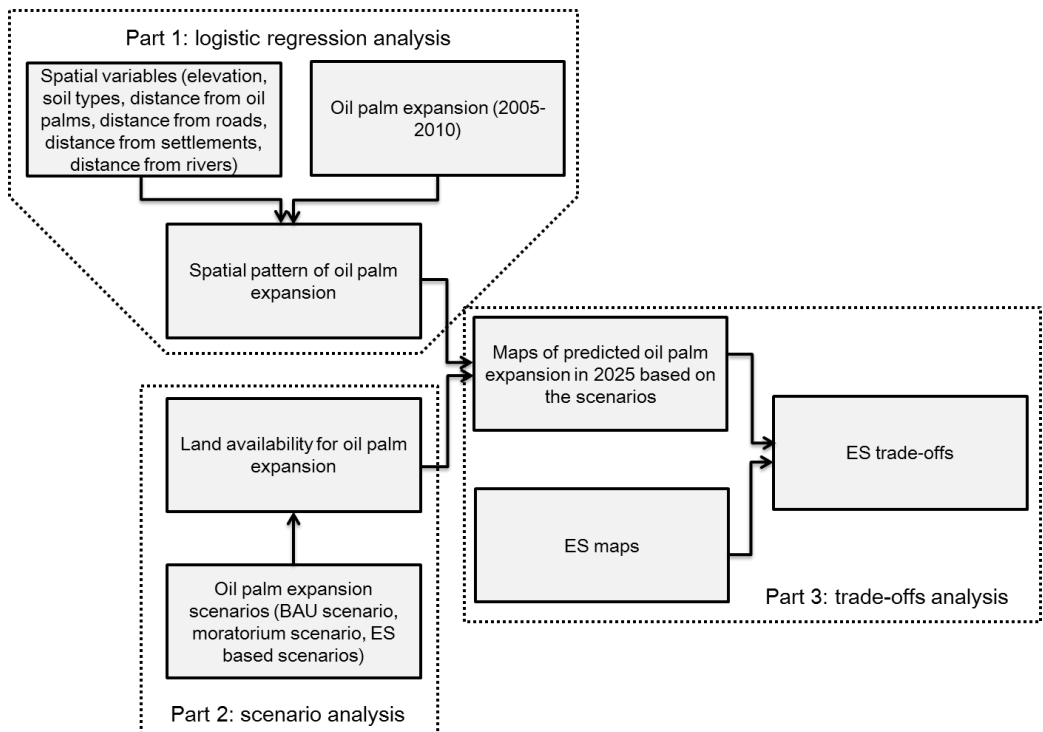 Part 1: logistic regression analysis
Spatial variables (elevation,
soil types, distance from oil
palms, distance from roads,
distance from settlements,
distance from rivers)
Oil palm expansion (2005-
2010)
Spatial pattern of oil palm
expansion
Maps of predicted oil palm
expansion in 2025 based on
the scenarios
Land availability for oil palm
expansion
ES trade-offs
ES maps
Oil palm expansion
scenarios (BAU scenario,
moratorium scenario, ES
based scenarios)
Part 3: trade-offs analysis
Part 2: scenario analysis